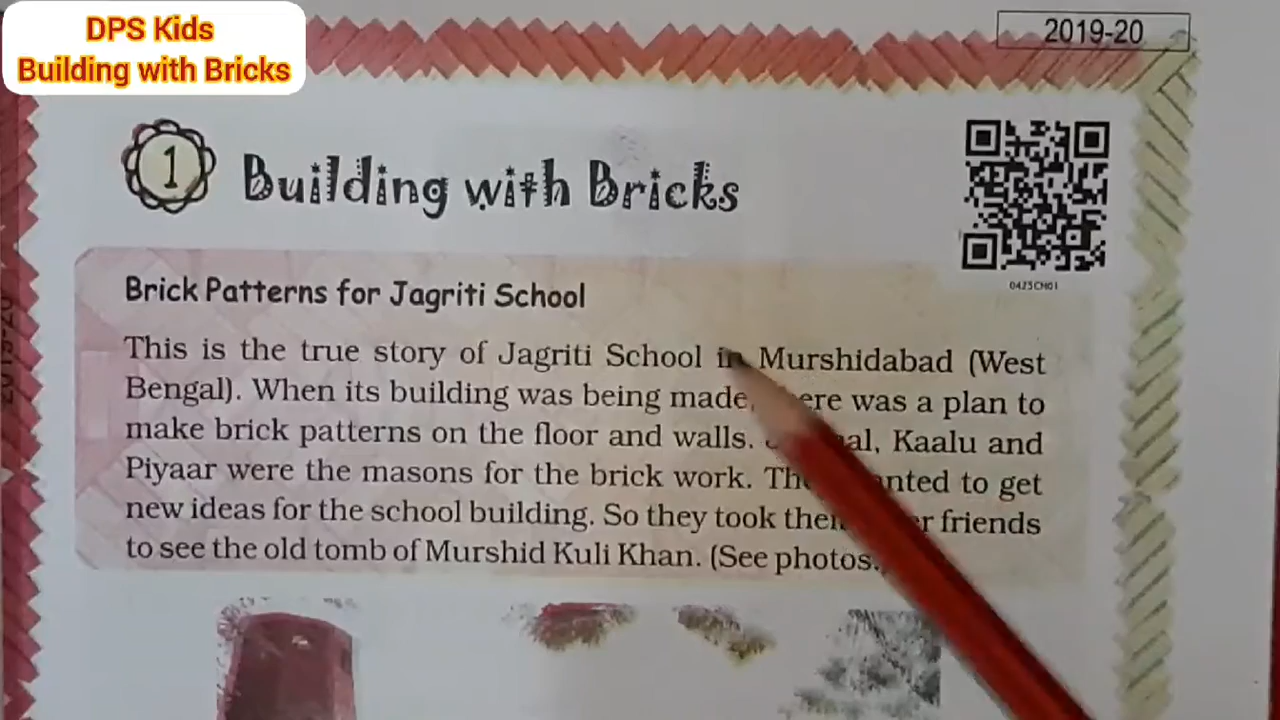 DPS Kids
Building with Bricks
2019-20
1 Building with Bricks
0423CH01
Brick Patterns for Jagriti School
This is the true story of Jagriti School in Murshidabad (West
Bengal). When its building was being made, was a plan to
make brick patterns on the floor and walls. Kaalu and
Piyaar were the masons for the brick work. to get
new ideas for the school building. So they took friends
to see the old tomb of Murshid Kuli Khan. (See photos.